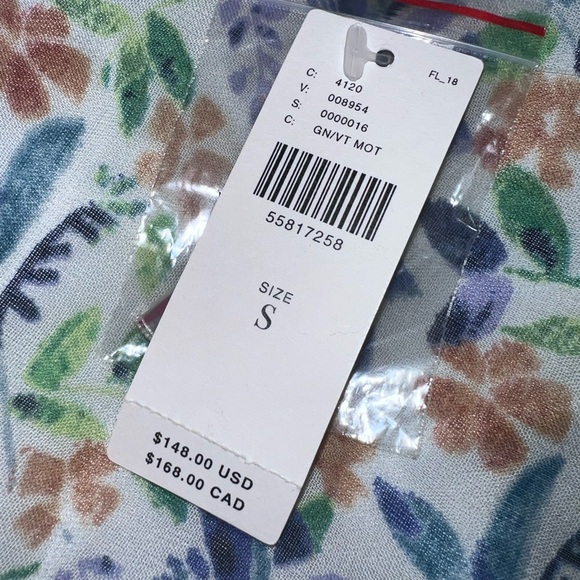 FL_18
C: 4120
V: 008954
S: 0000016
C: GN/VT MOT
55817258
SIZE
S
$148.00 USD
$168.00 CAD